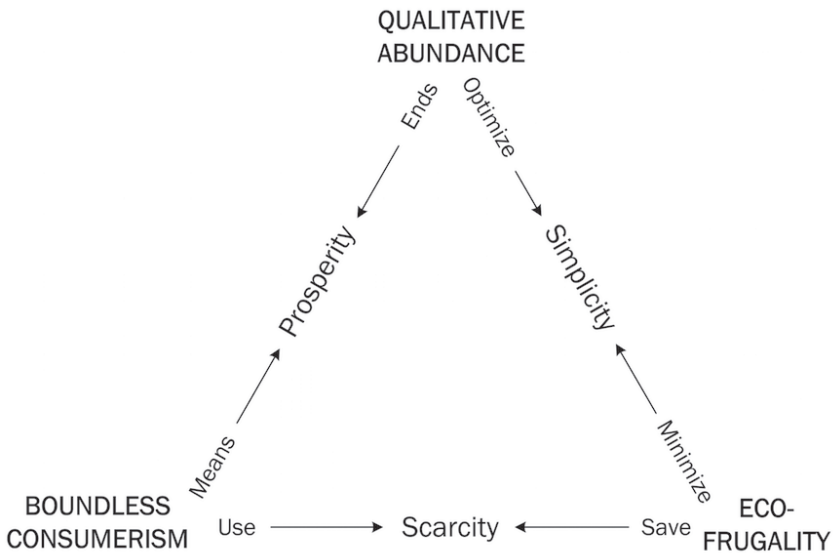 QUALITATIVE
ABUNDANCE
Ends
Optimize
Prosperity
Simplicity
Means
Minimize
BOUNDLESS
CONSUMERISM
Use
Scarcity
Save
ECO-
FRUGALITY